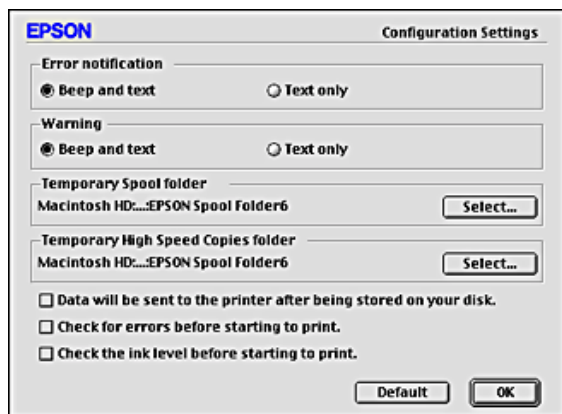 EPSON Configuration Settings
Error notification
Beep and text Text only
Warning
Beep and text Text only
Temporary Spool folder
Macintosh HD:...:EPSON Spool Folder6 Select...
Temporary High Speed Copies folder
Macintosh HD:...:EPSON Spool Folder6 Select...
Data will be sent to the printer after being stored on your disk.
Check for errors before starting to print.
Check the ink level before starting to print.
Default OK